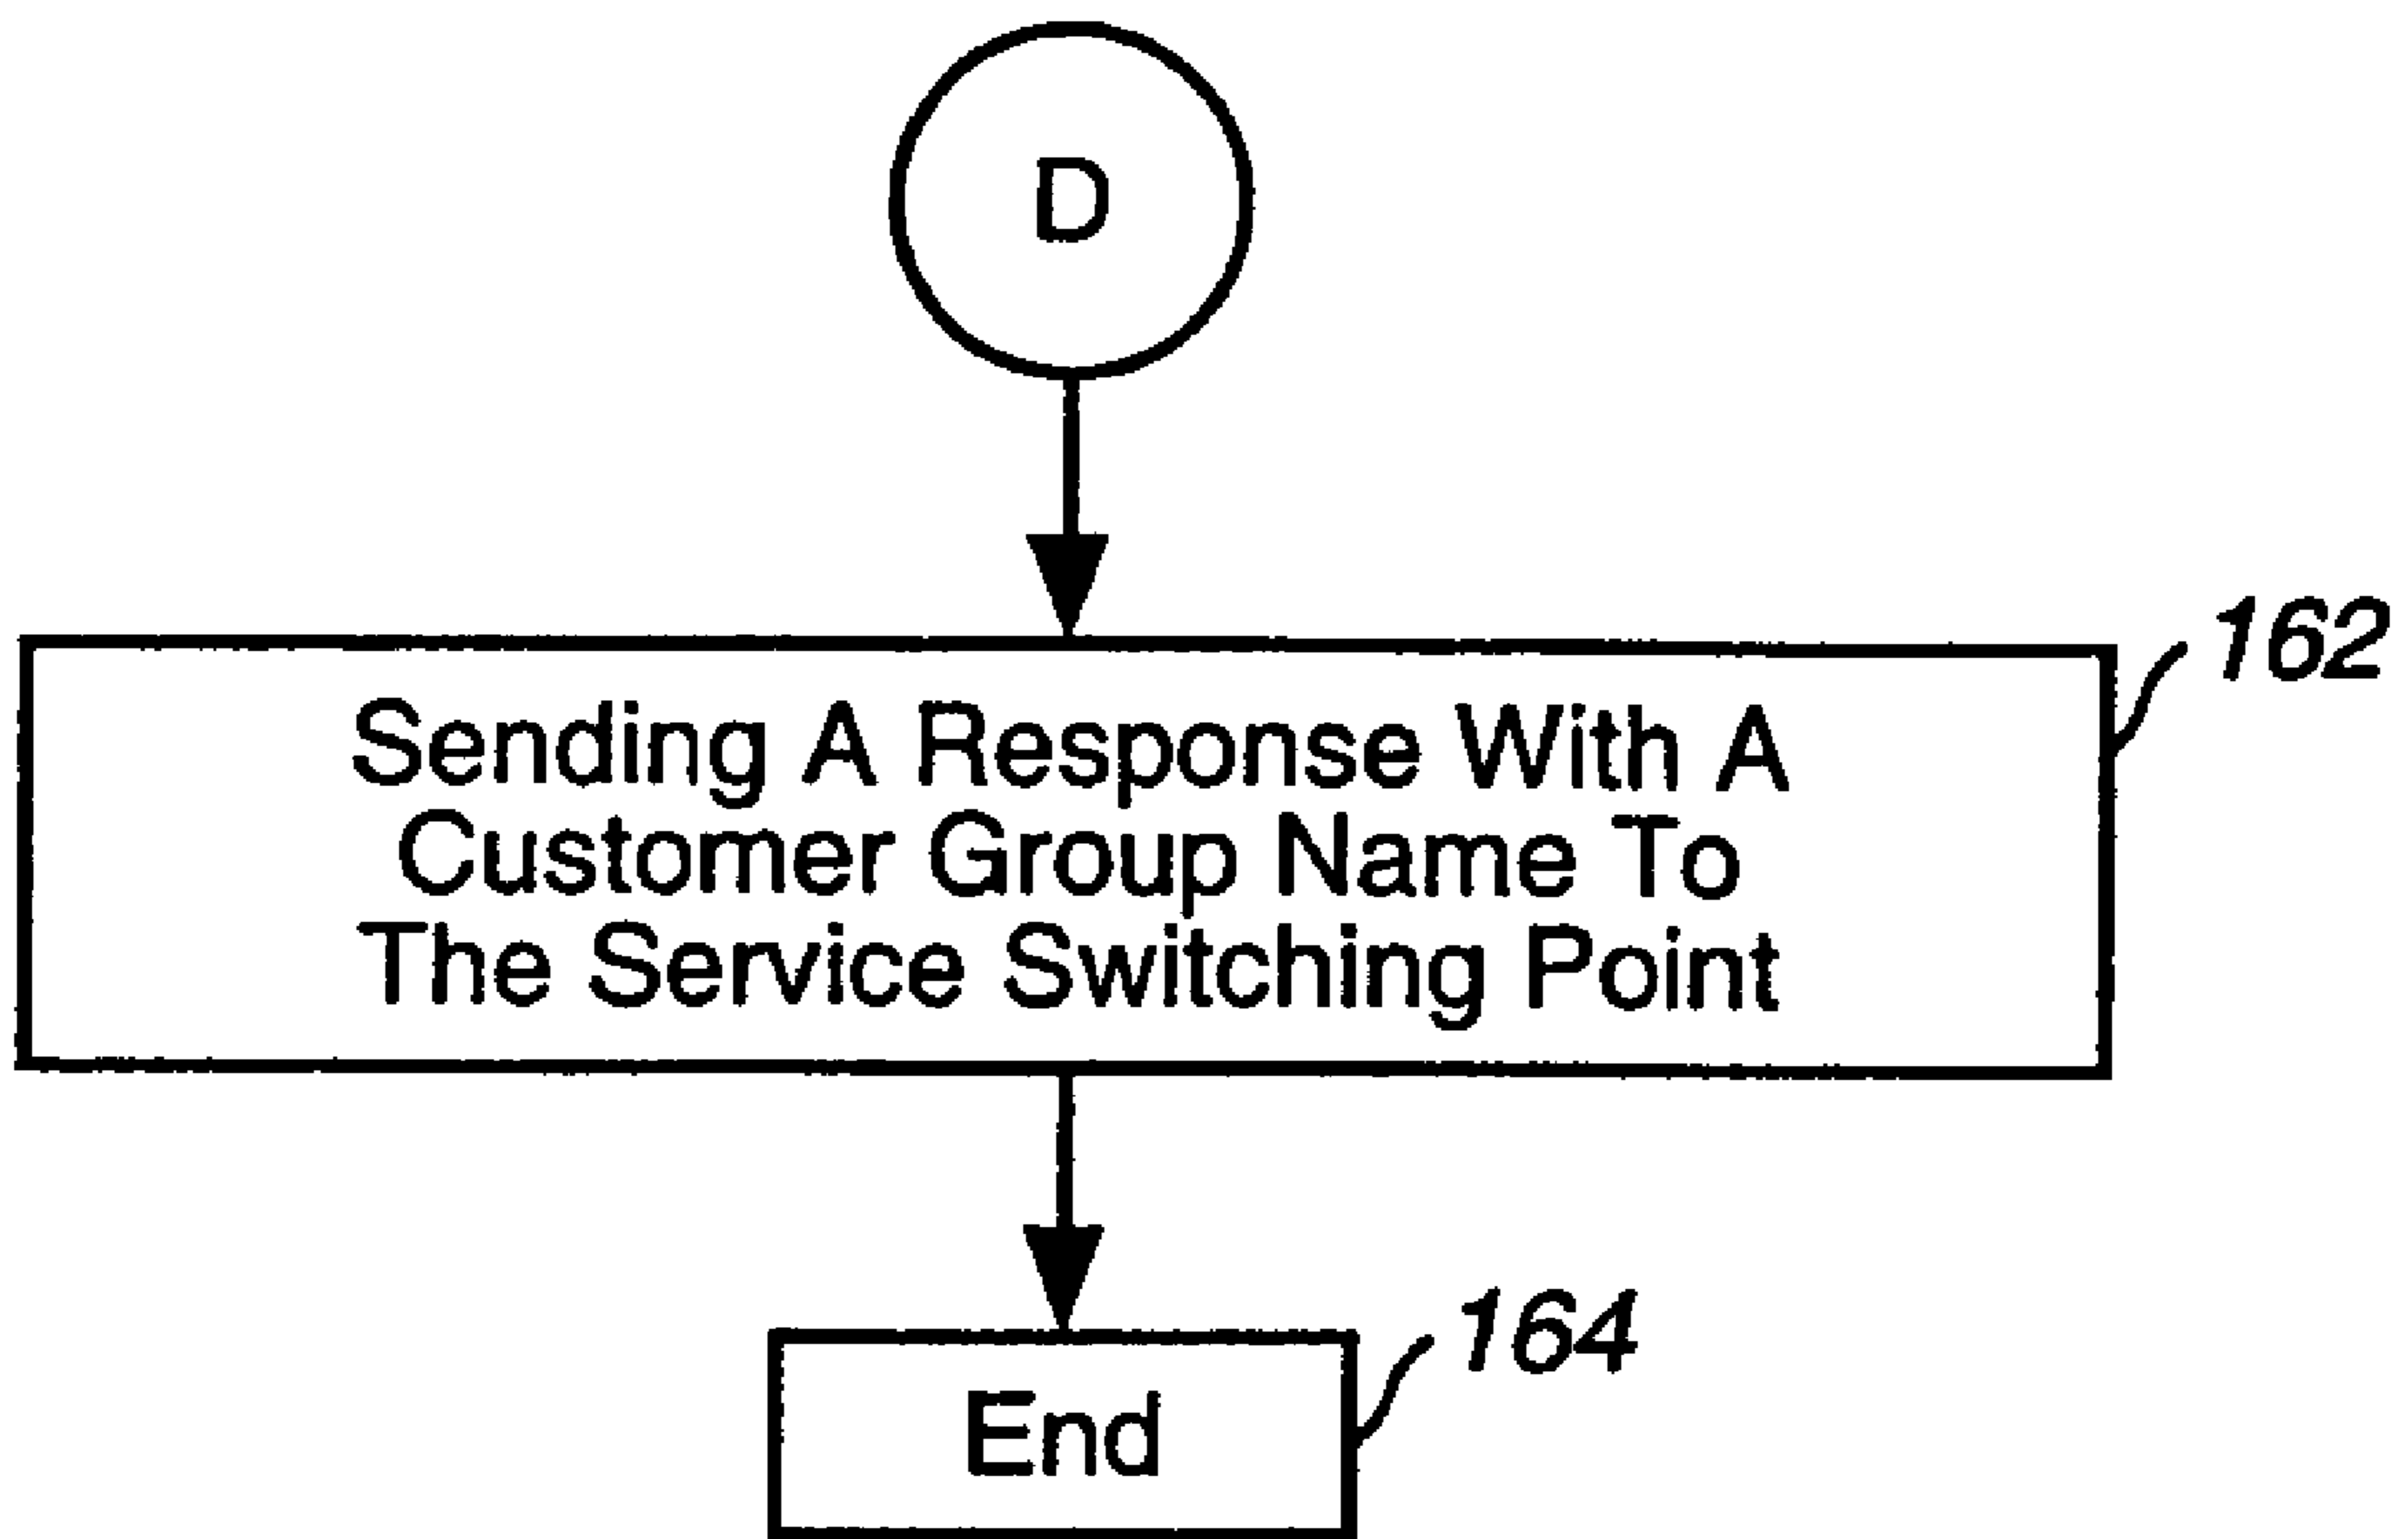 D
162
Sending A Response With A
Customer Group Name To
The Service Switching Point
164
End